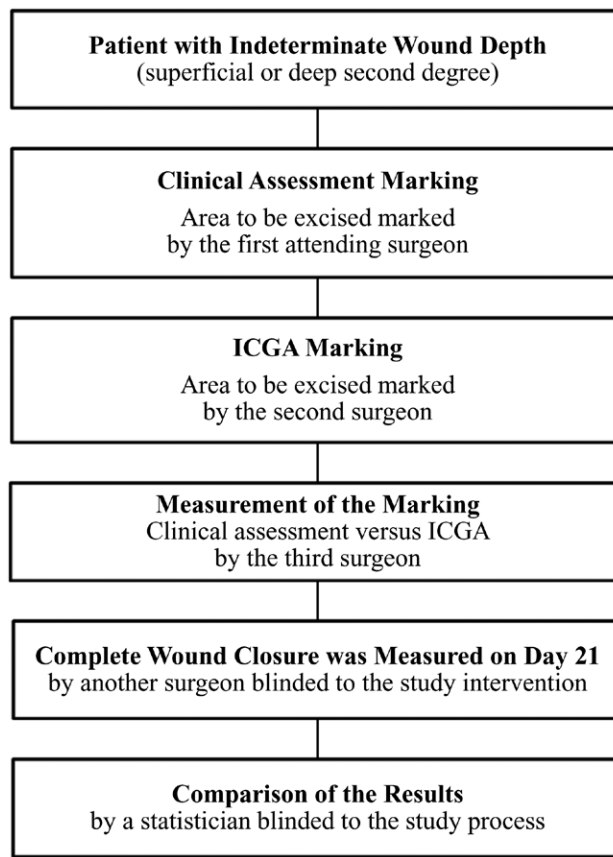 Patient with Indeterminate Wound Depth
(superficial or deep second degree)
Clinical Assessment Marking
Area to be excised marked
by the first attending surgeon
ICGA Marking
Area to be excised marked
by the second surgeon
Measurement of the Marking
Clinical assessment versus ICGA
by the third surgeon
Complete Wound Closure was Measured on Day 21
by another surgeon blinded to the study intervention
Comparison of the Results
by a statistician blinded to the study process